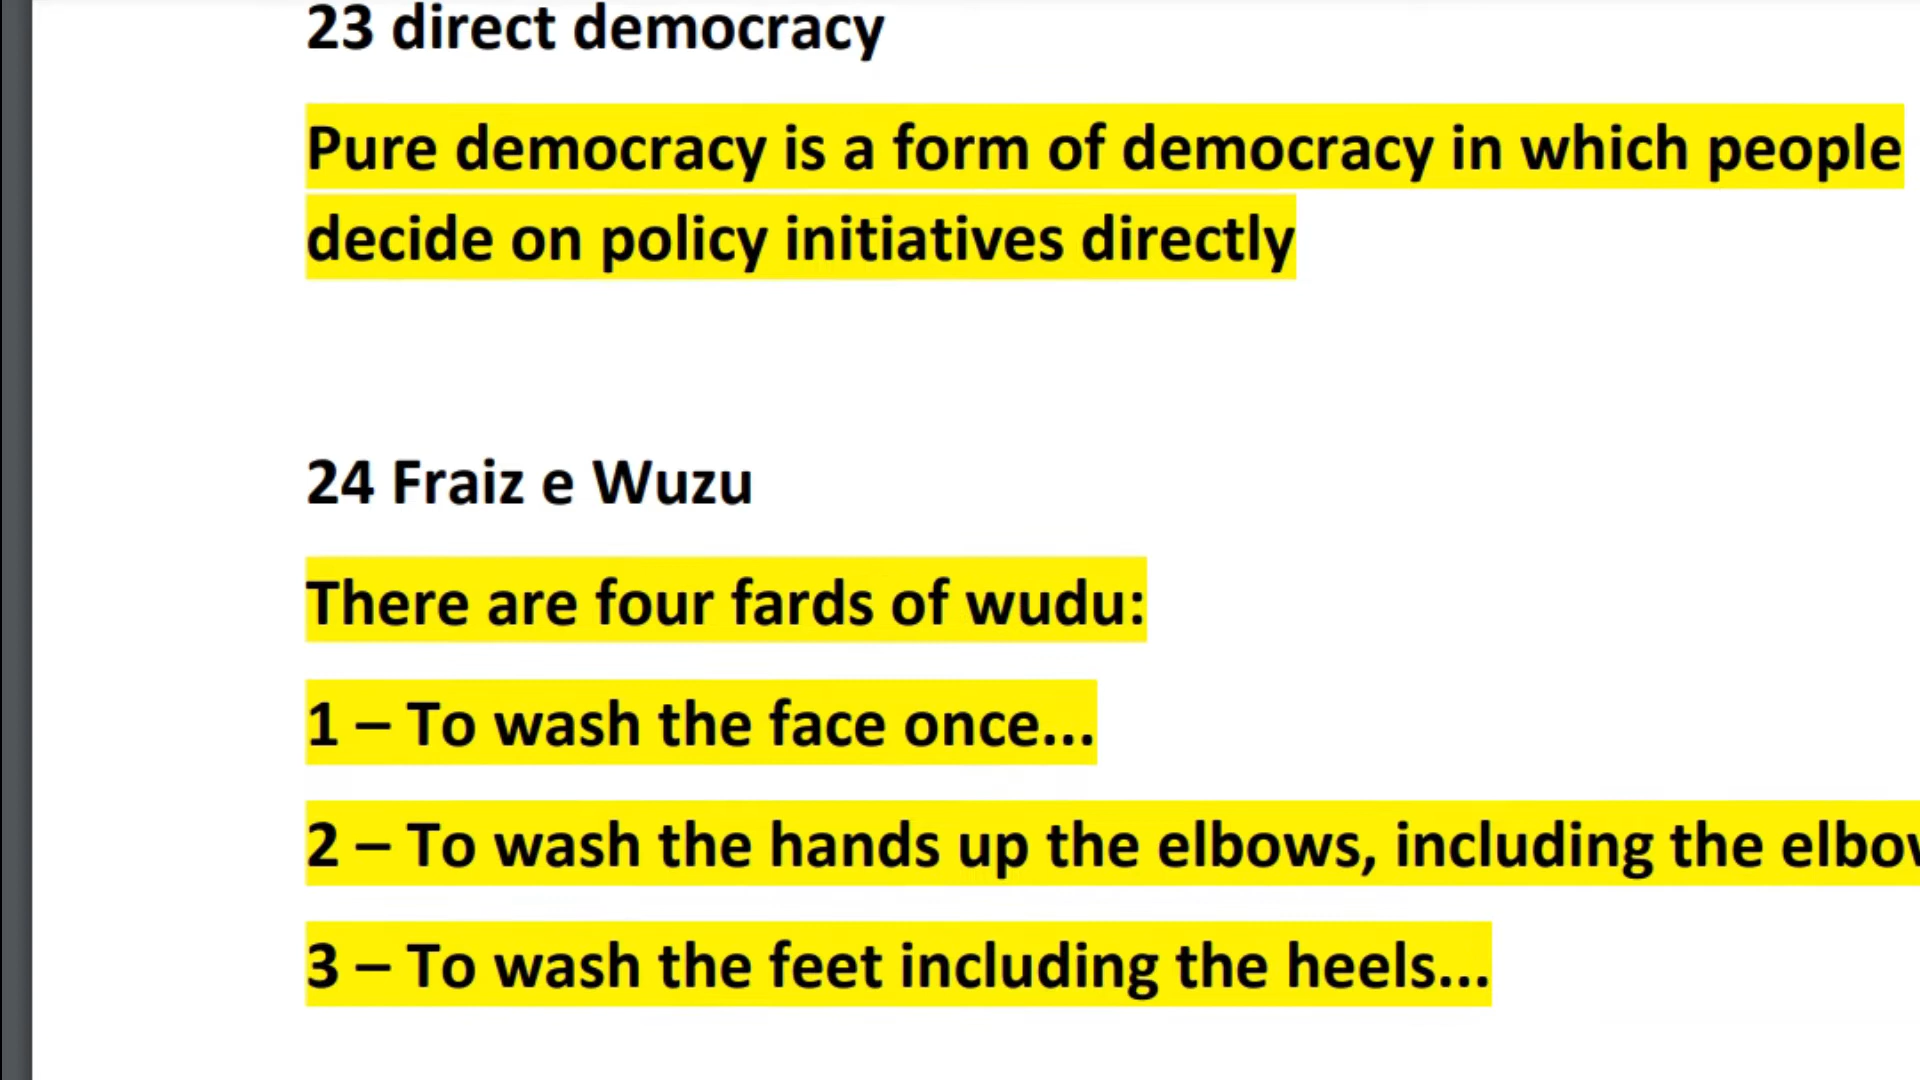 23 direct democracy
Pure democracy is a form of democracy in which people
decide on policy initiatives directly
24 Fraiz e Wuzu
There are four fards of wudu:
1 – To wash the face once...
2 – To wash the hands up the elbows, including the
3 – To wash the feet including the heels...